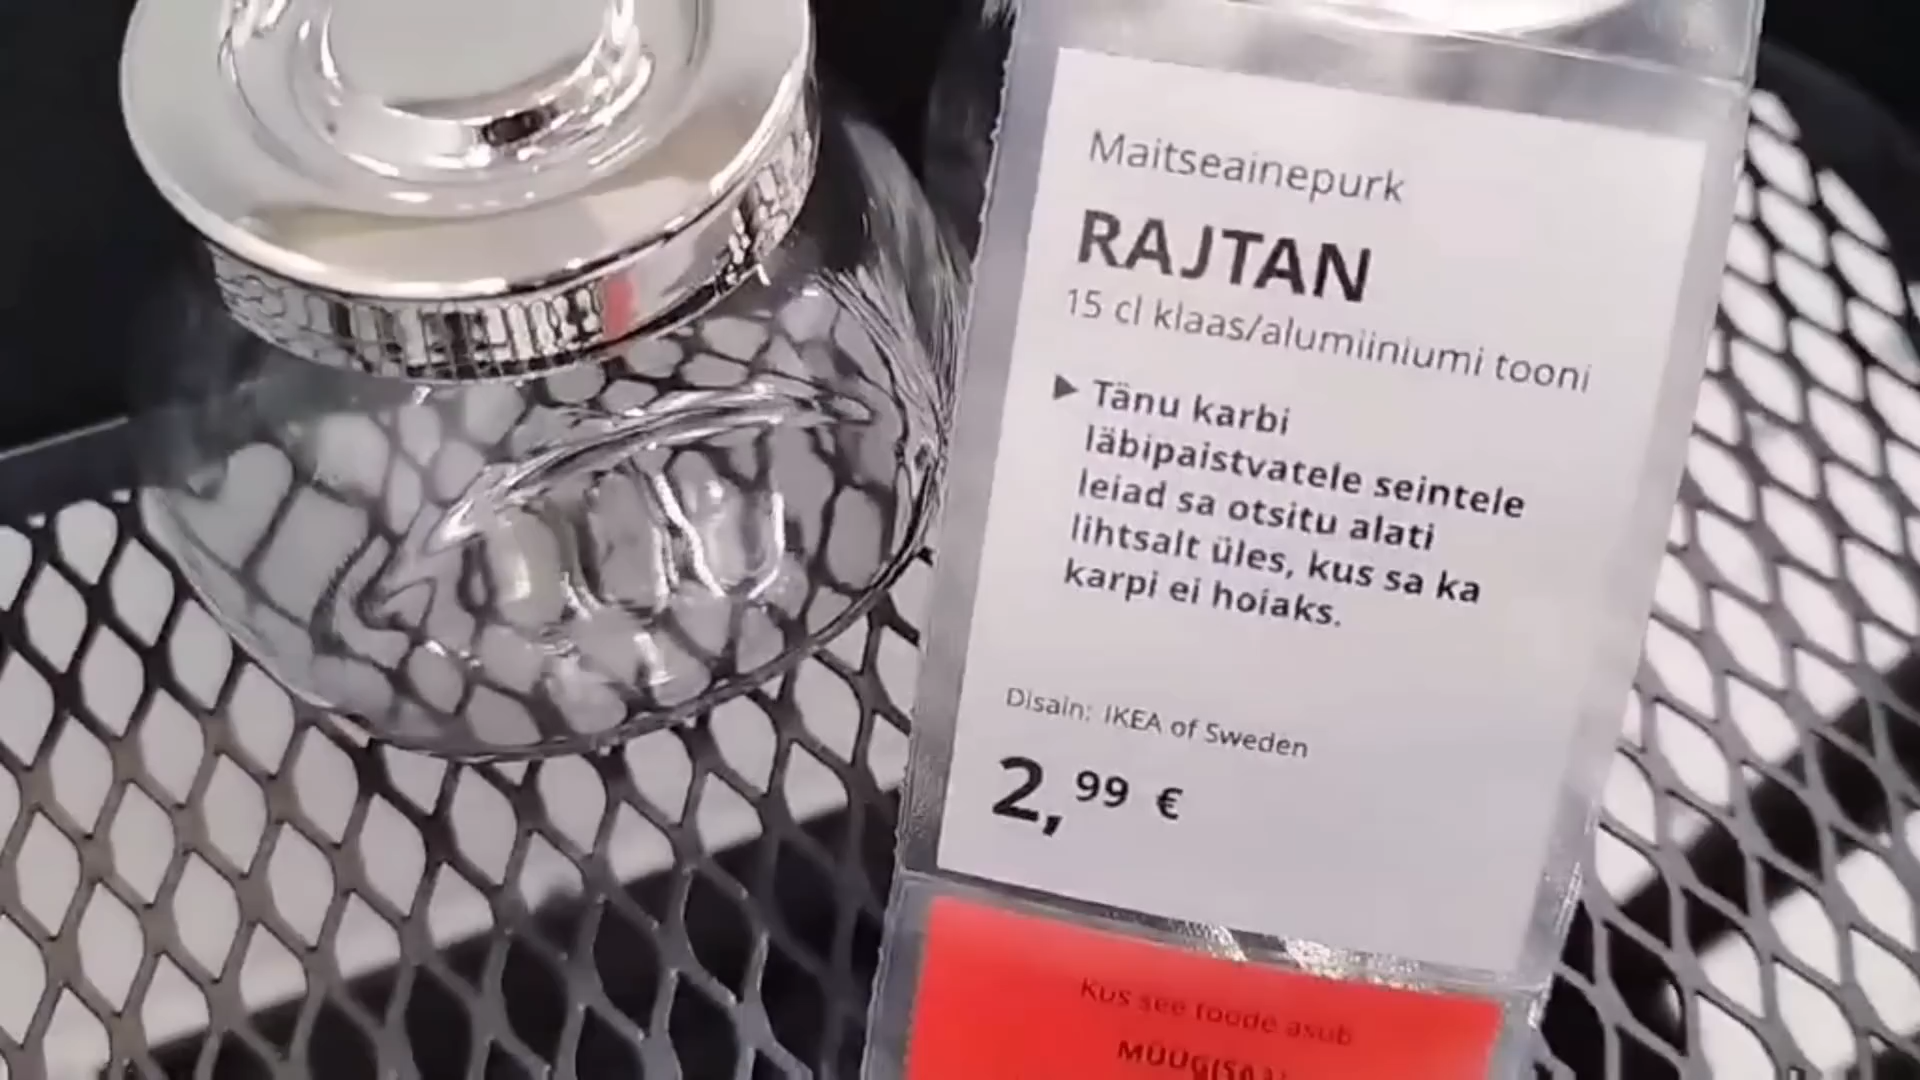 Maitseainepurk
RAJTAN
15 cl klaas/alumiiniumi tooni
▶ Tänu karbi
läbipaistvatele seintele
leiad sa otsitu alati
lihtsalt üles, kus sa ka
karpi ei hoiaks.
Disain: IKEA of Sweden
2,99 €
Kus see toode asub